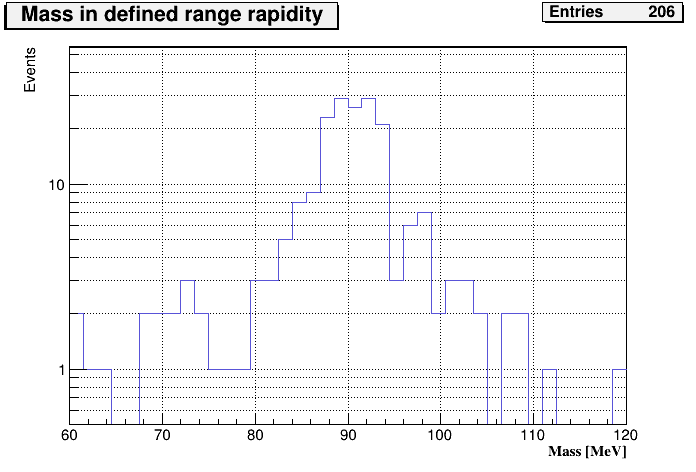 Mass in defined range rapidity
Entries 206
Events
10
1
60 70 80 90 100 110 120
Mass [MeV]